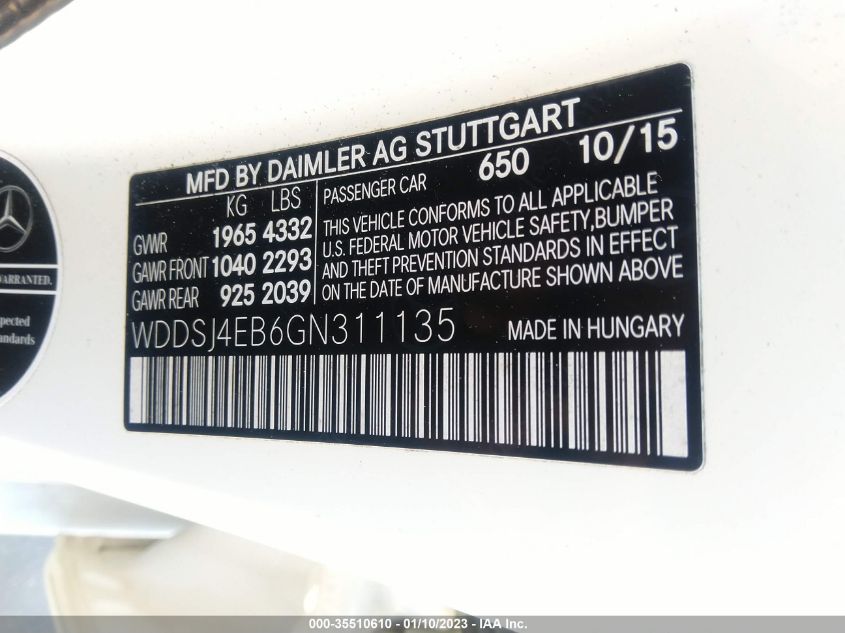 MFD BY DAIMLER AG STUTTGART
KG LBS
GVWR 1965 4332
GAWR FRONT 1040 2293
GAWR REAR 925 2039
PASSENGER CAR 650 10/15
THIS VEHICLE CONFORMS TO ALL APPLICABLE
U.S. FEDERAL MOTOR VEHICLE SAFETY, BUMPER
AND THEFT PREVENTION STANDARDS IN EFFECT
ON THE DATE OF MANUFACTURE SHOWN ABOVE
WDDSJ4EB6GN311135 MADE IN HUNGARY
000-35510610 - 01/10/2023 - IAA Inc.